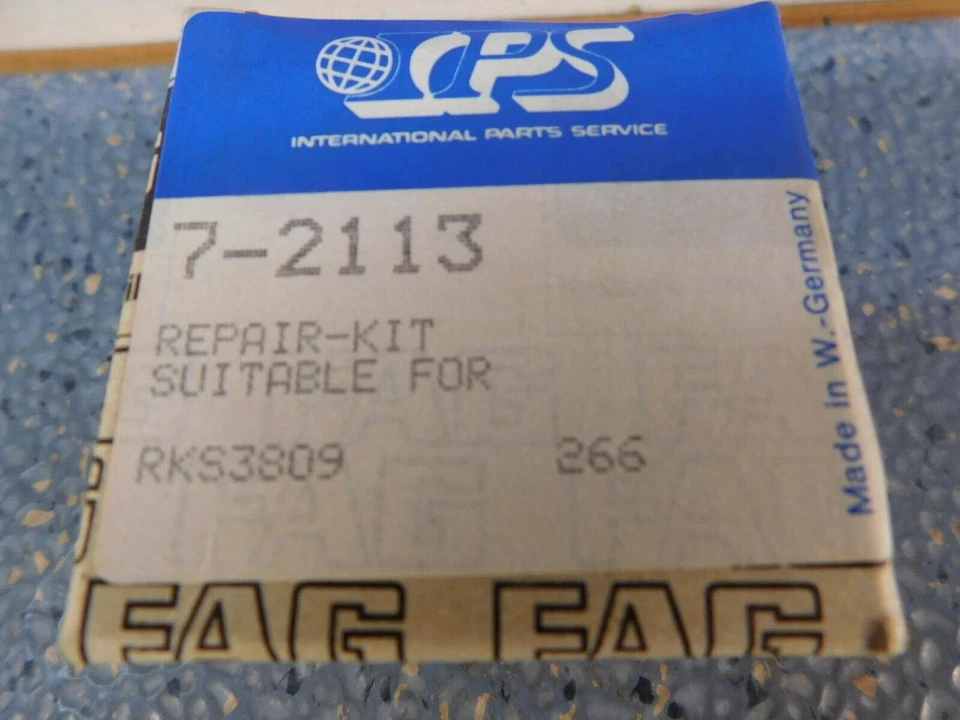 IPS
INTERNATIONAL PARTS SERVICE
7-2113
REPAIR-KIT
SUITABLE FOR
RKS3809 266
Made in W.-Germany
FAG FAG